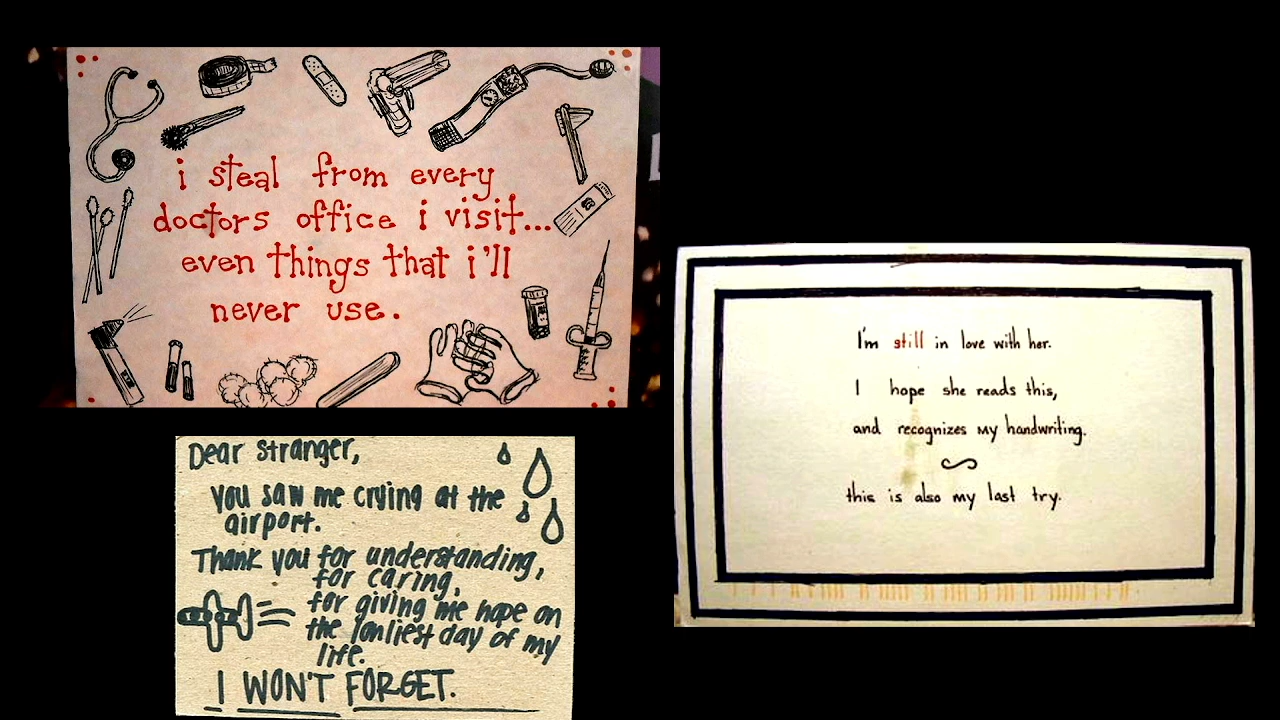 i steal from every
doctors office i visit...
even things that i'll
never use.
Dear stranger,
you saw me crying at the
airport.
Thank you for understanding,
for caring,
for giving me hope on
the lonliest day of my
life.
I WON'T FORGET.
I'm still in love with her.
I hope she reads this,
and recognizes my handwriting.
this is also my last try.